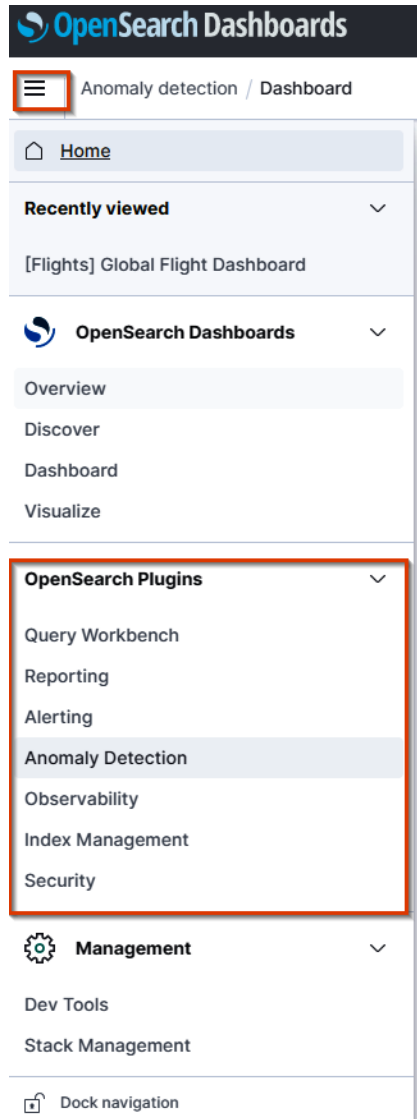 OpenSearch Dashboards
Anomaly detection / Dashboard
Home
Recently viewed
[Flights] Global Flight Dashboard
OpenSearch Dashboards
Overview
Discover
Dashboard
Visualize
OpenSearch Plugins
Query Workbench
Reporting
Alerting
Anomaly Detection
Observability
Index Management
Security
Management
Dev Tools
Stack Management
Dock navigation